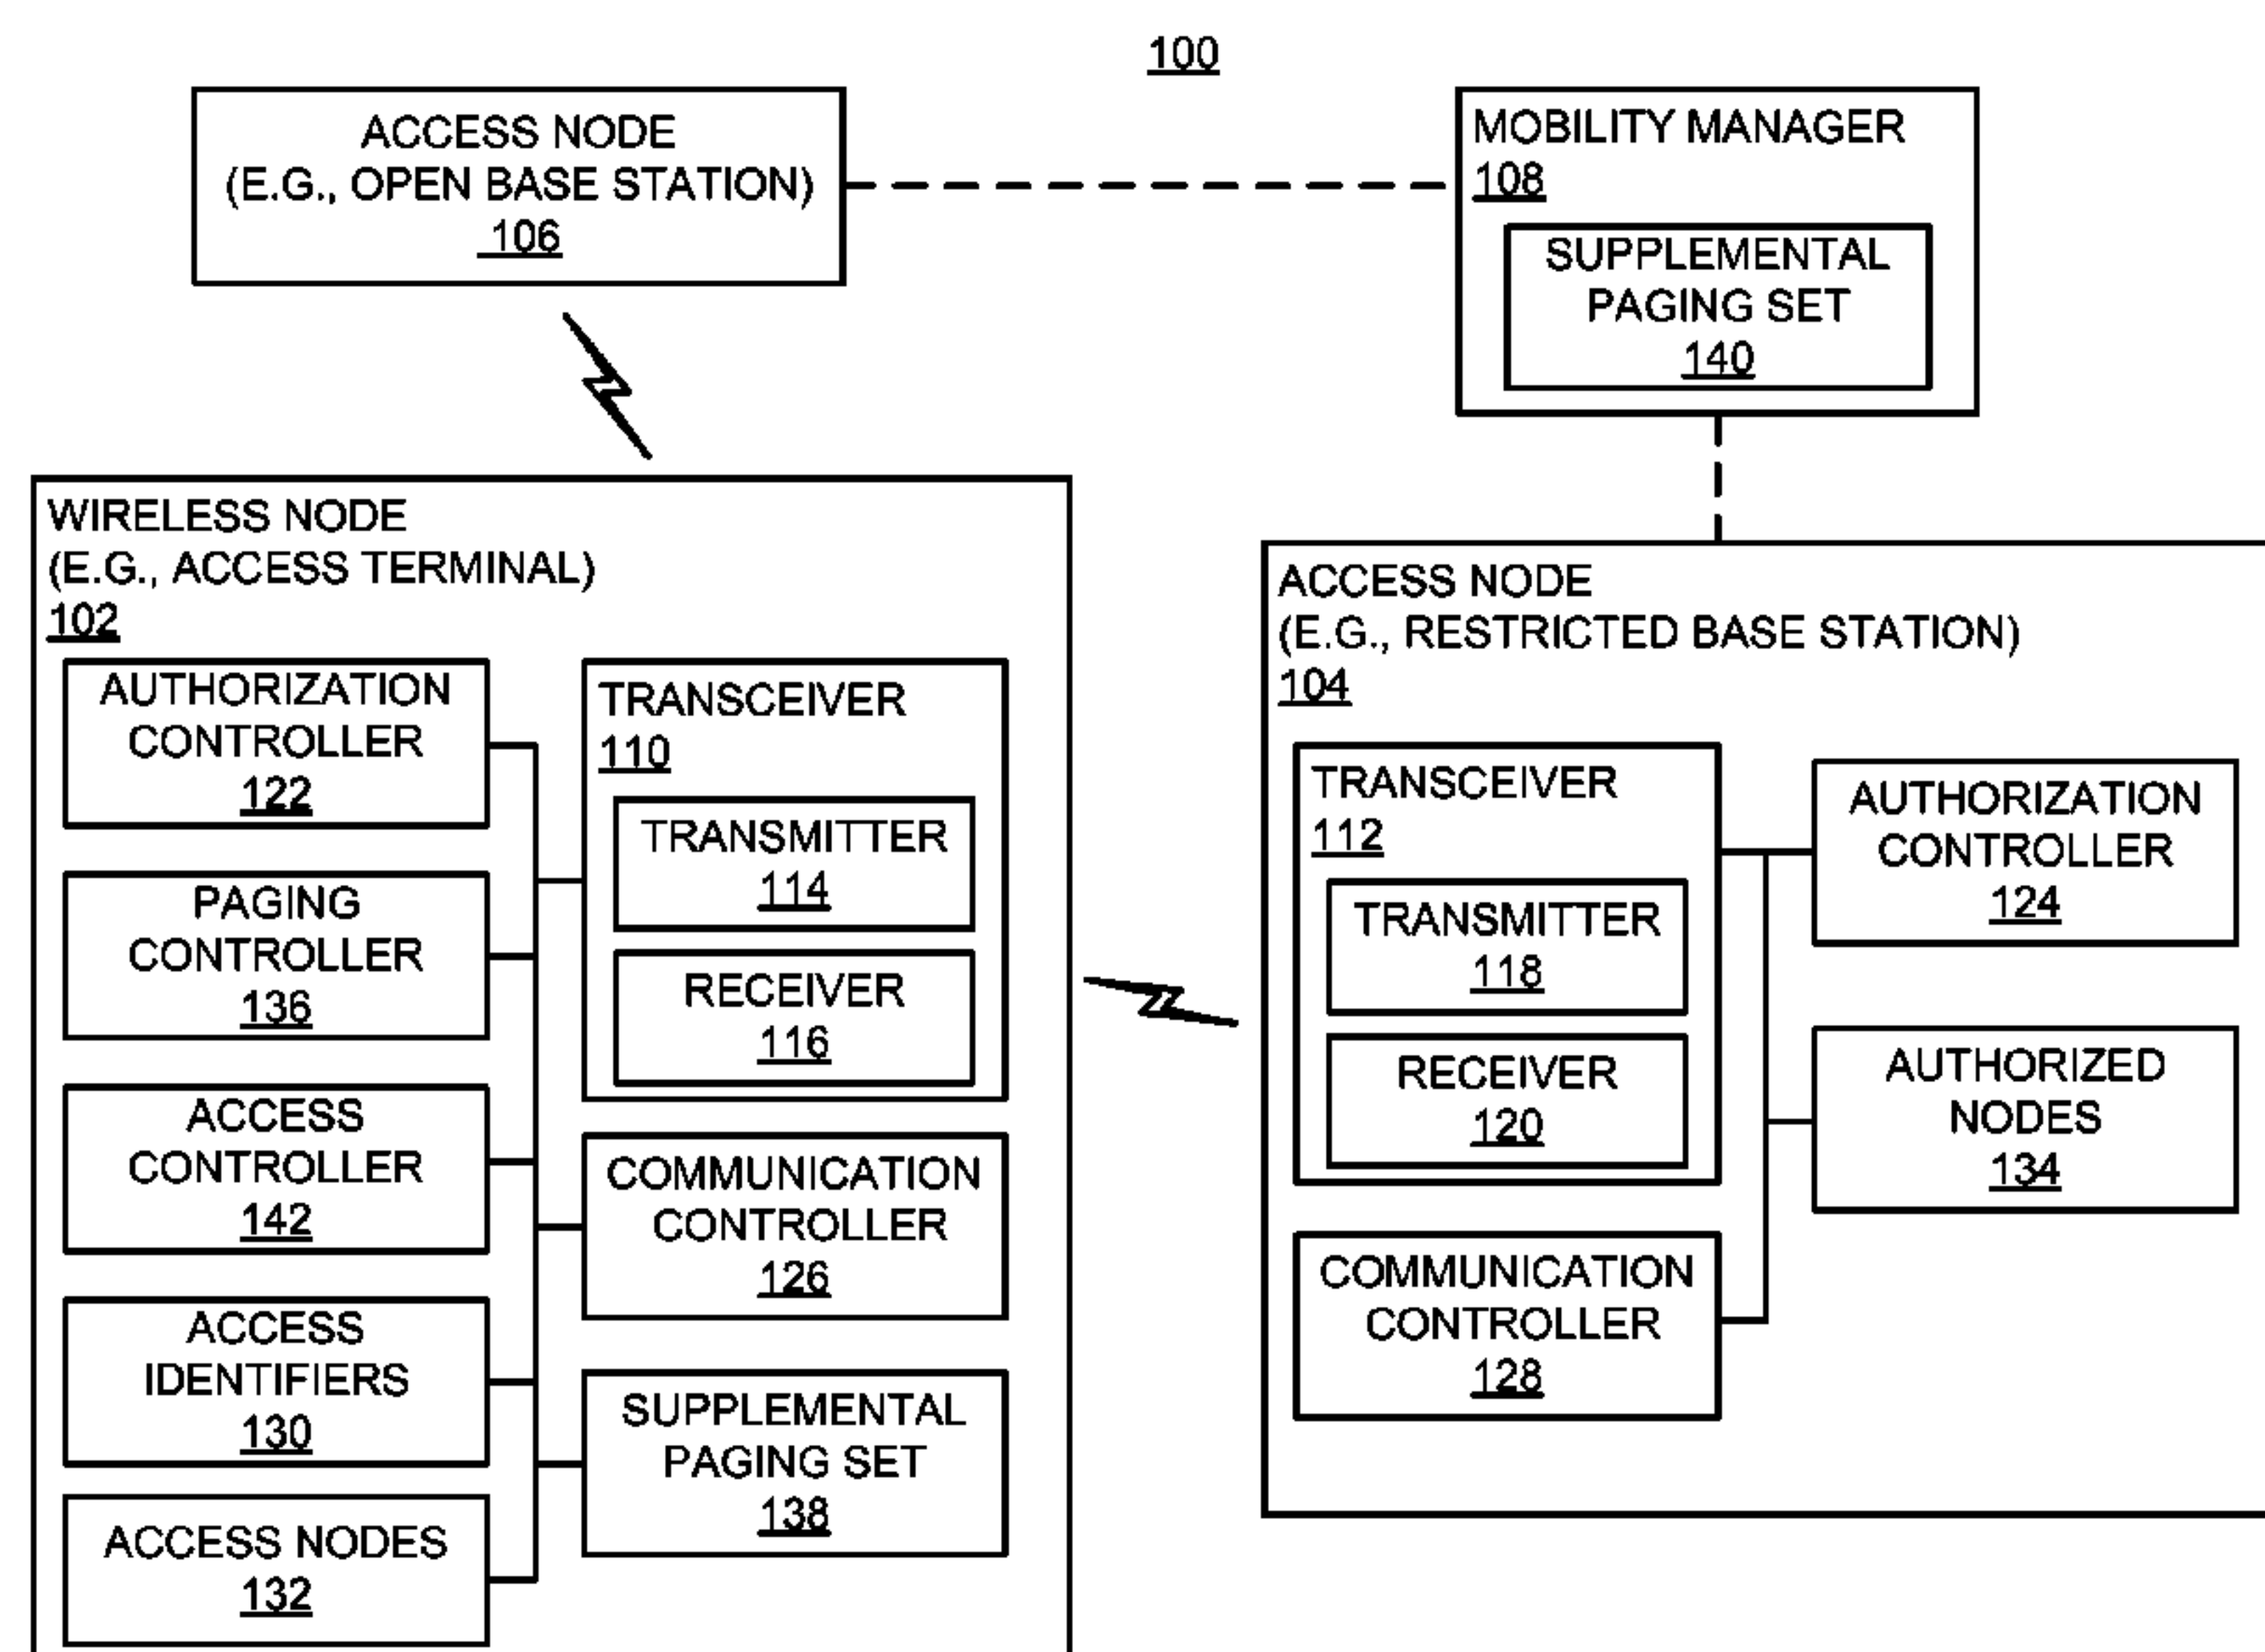 100
ACCESS NODE
(E.G., OPEN BASE STATION)
106
MOBILITY MANAGER
108
SUPPLEMENTAL
PAGING SET
140
WIRELESS NODE
(E.G., ACCESS TERMINAL)
102
AUTHORIZATION
CONTROLLER
122
PAGING
CONTROLLER
136
ACCESS
CONTROLLER
142
ACCESS
IDENTIFIERS
130
ACCESS NODES
132
TRANSCEIVER
110
TRANSMITTER
114
RECEIVER
116
COMMUNICATION
CONTROLLER
126
SUPPLEMENTAL
PAGING SET
138
ACCESS NODE
(E.G., RESTRICTED BASE STATION)
104
TRANSCEIVER
112
TRANSMITTER
118
RECEIVER
120
COMMUNICATION
CONTROLLER
128
AUTHORIZATION
CONTROLLER
124
AUTHORIZED
NODES
134